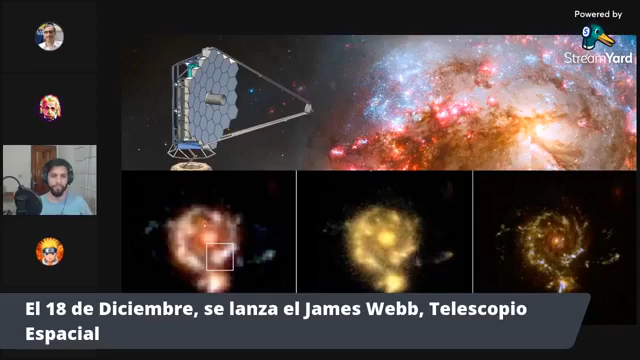 Powered by
StreamYard
El 18 de Diciembre, se lanza el James Webb, Telescopio
Espacial